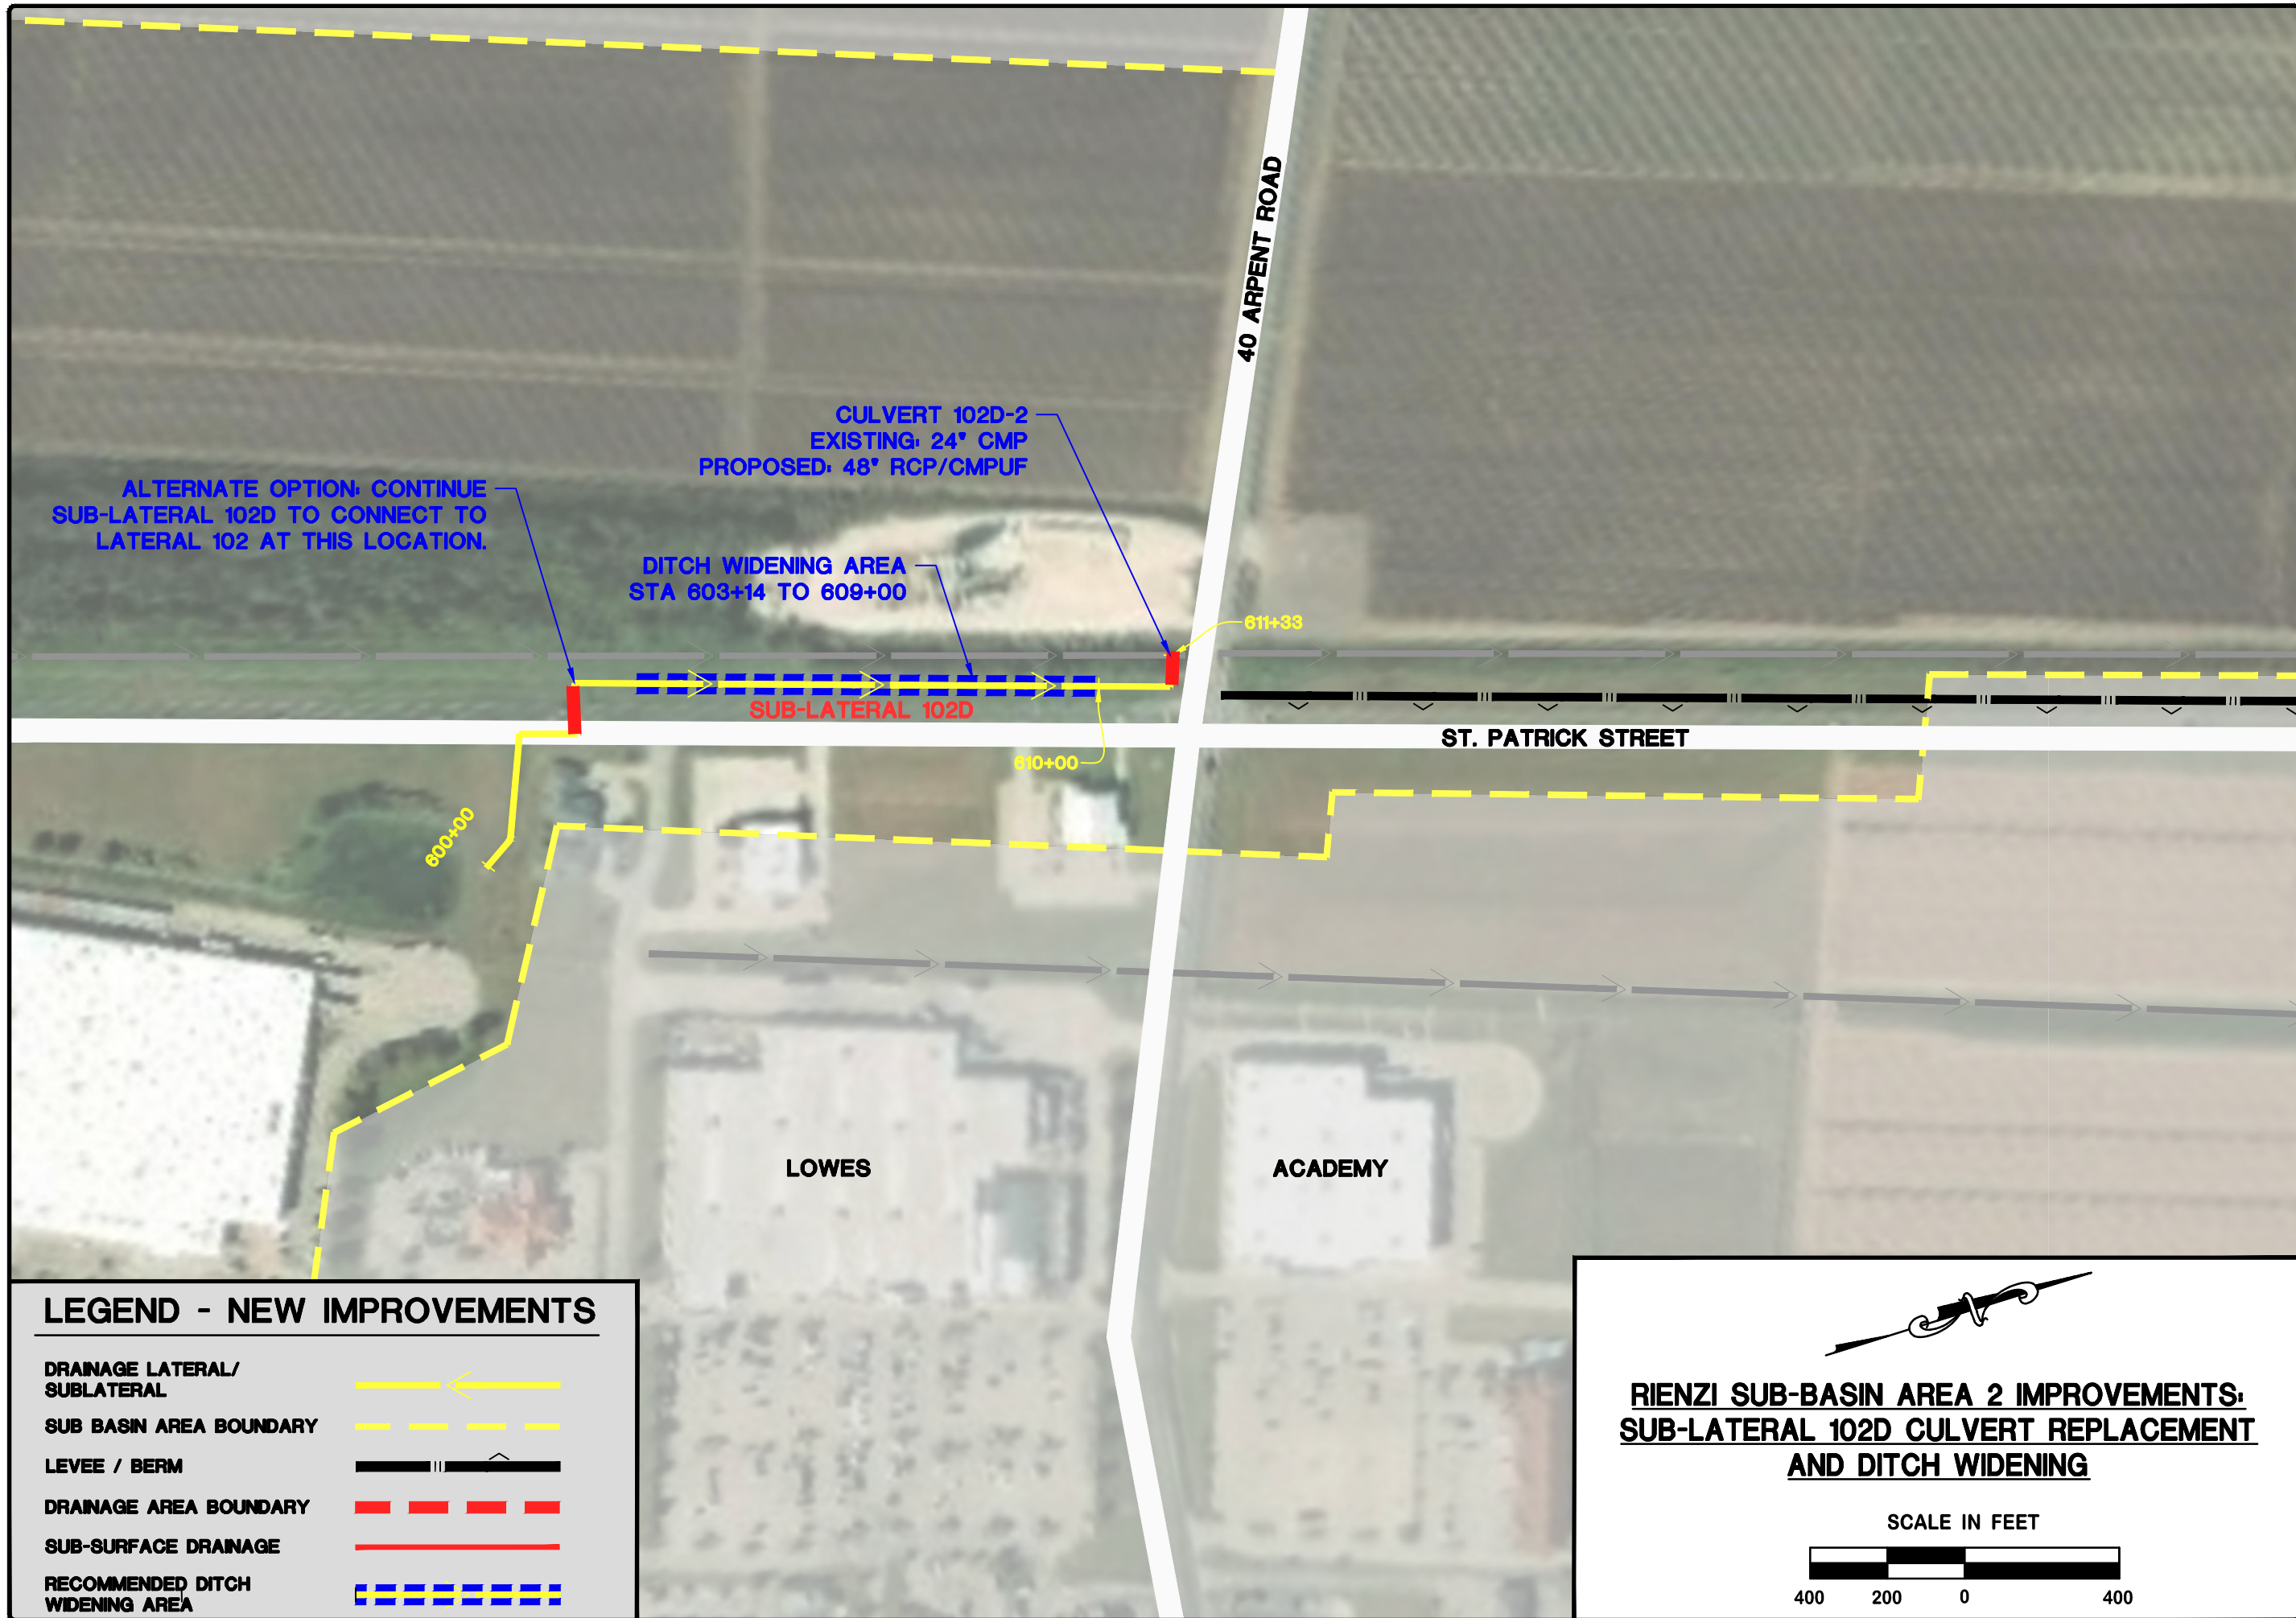 40 ARPENT ROAD
CULVERT 102D-2
EXISTING: 24" CMP
PROPOSED: 48" RCP/CMPUF
ALTERNATE OPTION: CONTINUE
SUB-LATERAL 102D TO CONNECT TO
LATERAL 102 AT THIS LOCATION.
DITCH WIDENING AREA
STA 603+14 TO 609+00
611+33
SUB-LATERAL 102D
ST. PATRICK STREET
610+00
600+00
LOWES
ACADEMY
LEGEND - NEW IMPROVEMENTS
DRAINAGE LATERAL/
SUBLATERAL
SUB BASIN AREA BOUNDARY
LEVEE / BERM
DRAINAGE AREA BOUNDARY
SUB-SURFACE DRAINAGE
RECOMMENDED DITCH
WIDENING AREA
N
RIENZI SUB-BASIN AREA 2 IMPROVEMENTS:
SUB-LATERAL 102D CULVERT REPLACEMENT
AND DITCH WIDENING
SCALE IN FEET
400 200 0 400